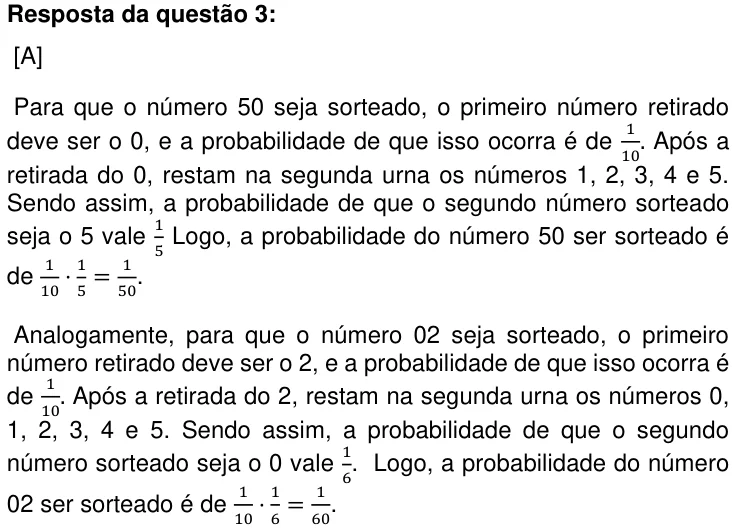 Resposta da questão 3:
[A]
Para que o número 50 seja sorteado, o primeiro número retirado
deve ser o 0, e a probabilidade de que isso ocorra é de 1/10. Após a
retirada do 0, restam na segunda urna os números 1, 2, 3, 4 e 5.
Sendo assim, a probabilidade de que o segundo número sorteado
seja o 5 vale 1/5 Logo, a probabilidade do número 50 ser sorteado é
de 1/10 · 1/5 = 1/50.
Analogamente, para que o número 02 seja sorteado, o primeiro
número retirado deve ser o 2, e a probabilidade de que isso ocorra é
de 1/10. Após a retirada do 2, restam na segunda urna os números 0,
1, 2, 3, 4 e 5. Sendo assim, a probabilidade de que o segundo
número sorteado seja o 0 vale 1/6. Logo, a probabilidade do número
02 ser sorteado é de 1/10 · 1/6 = 1/60.